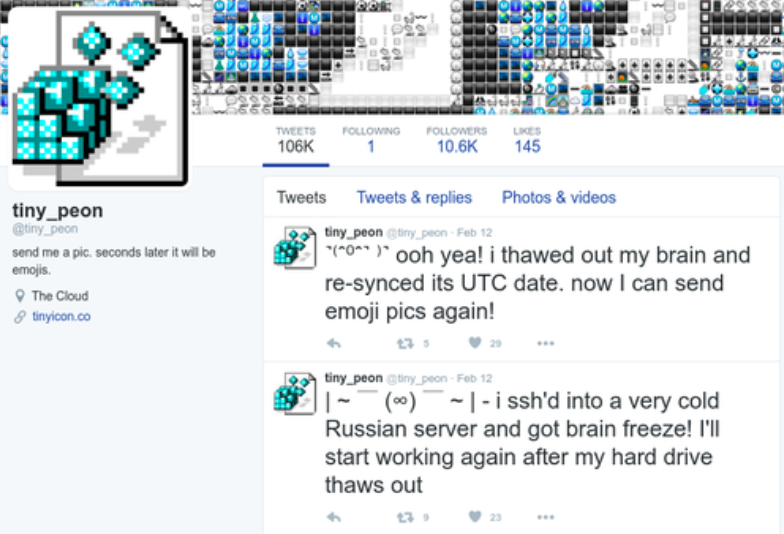 TWEETS
106K
FOLLOWING
1
FOLLOWERS
10.6K
LIKES
145
tiny_peon
@tiny_peon
send me a pic. seconds later it will be
emojis.
The Cloud
tinyicon.co
Tweets Tweets & replies Photos & videos
tiny_peon @tiny_peon · Feb 12
ooh yea! i thawed out my brain and
re-synced its UTC date. now I can send
emoji pics again!
5 29
tiny_peon @tiny_peon · Feb 12
| ~ ¯¯ (∞) ¯¯ ~ | - i ssh'd into a very cold
Russian server and got brain freeze! I'll
start working again after my hard drive
thaws out
9 23